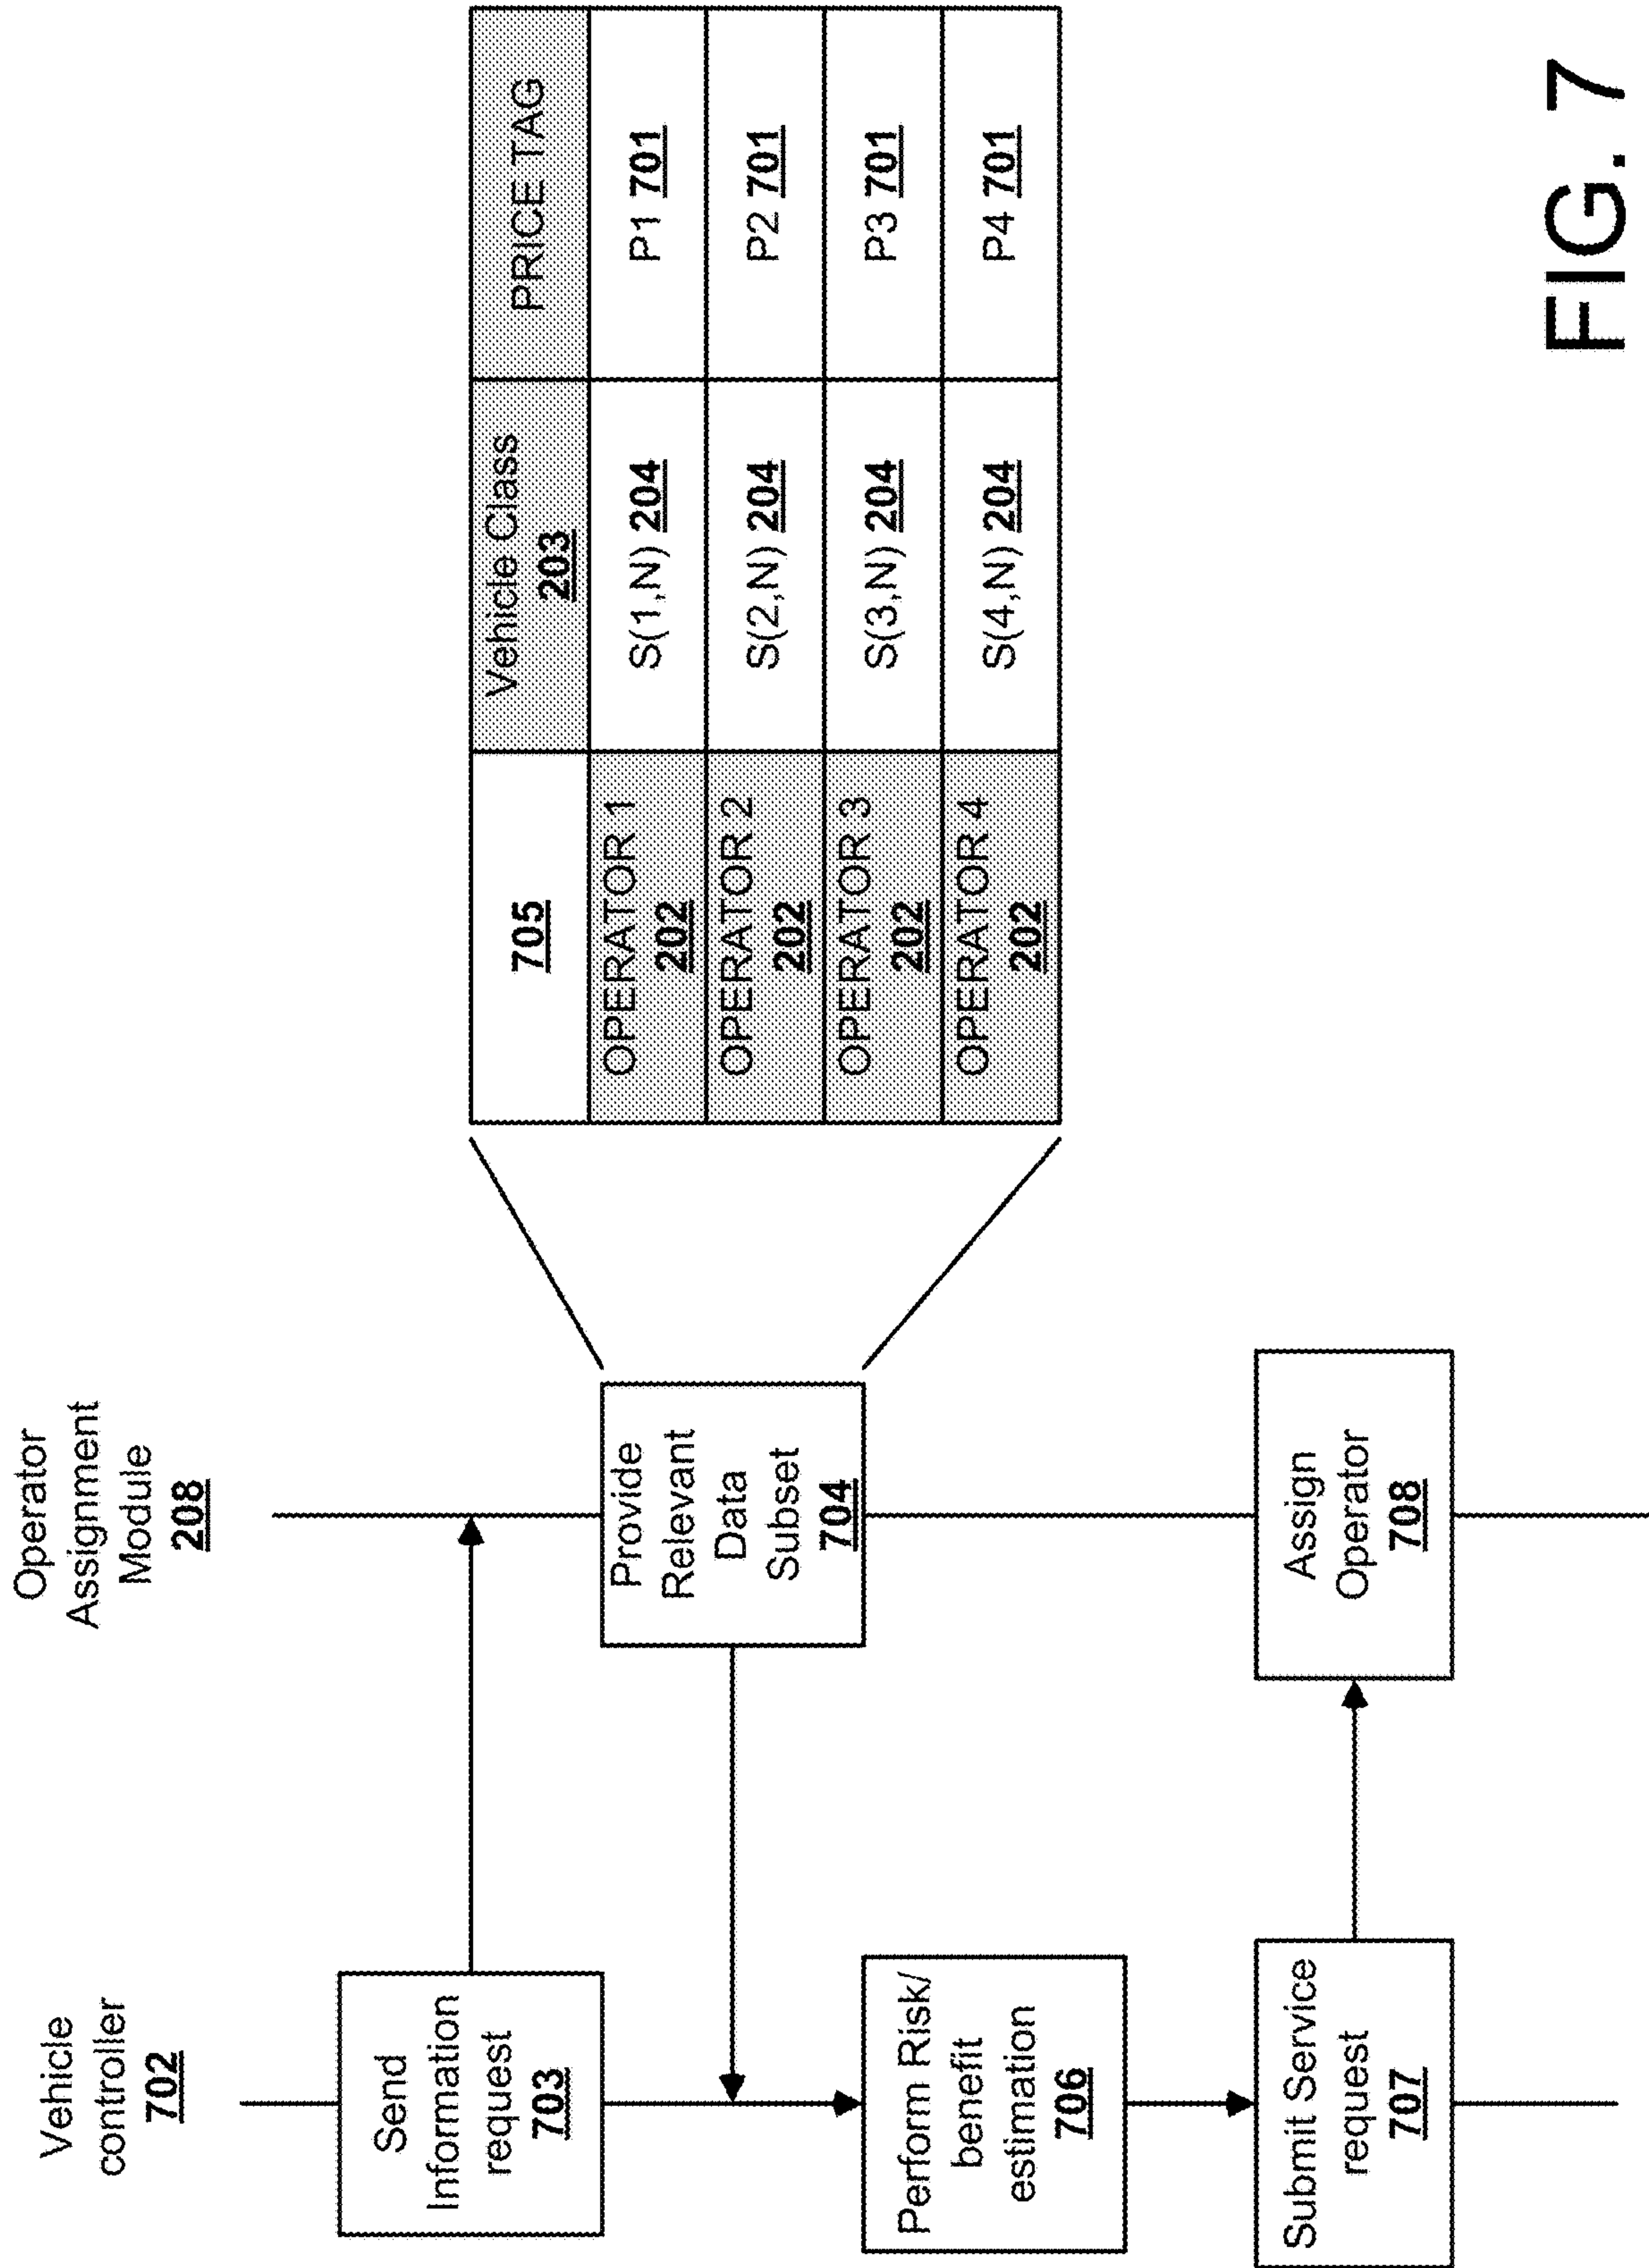 Vehicle
controller
702
Operator
Assignment
Module
208
Send
Information
request
703
Provide
Relevant
Data
Subset
704
Perform Risk/
benefit
estimation
706
Submit Service
request
707
Assign
Operator
708
705
Vehicle Class
203
PRICE TAG
OPERATOR 1
202
S(1,N) 204
P1 701
OPERATOR 2
202
S(2,N) 204
P2 701
OPERATOR 3
202
S(3,N) 204
P3 701
OPERATOR 4
202
S(4,N) 204
P4 701
FIG. 7